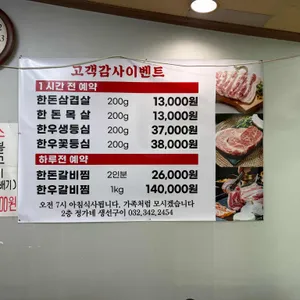 고객감사이벤트
1시간 전 예약
한돈삼겹살 200g 13,000원
한돈목살 200g 13,000원
한우생등심 200g 37,000원
한우꽃등심 200g 38,000원
하루전 예약
한돈갈비찜 2인분 26,000원
한우갈비찜 1kg 140,000원
오전 7시 아침식사됩니다, 가족처럼 모시겠습니다
2층 정가네 생선구이 032,342,2454